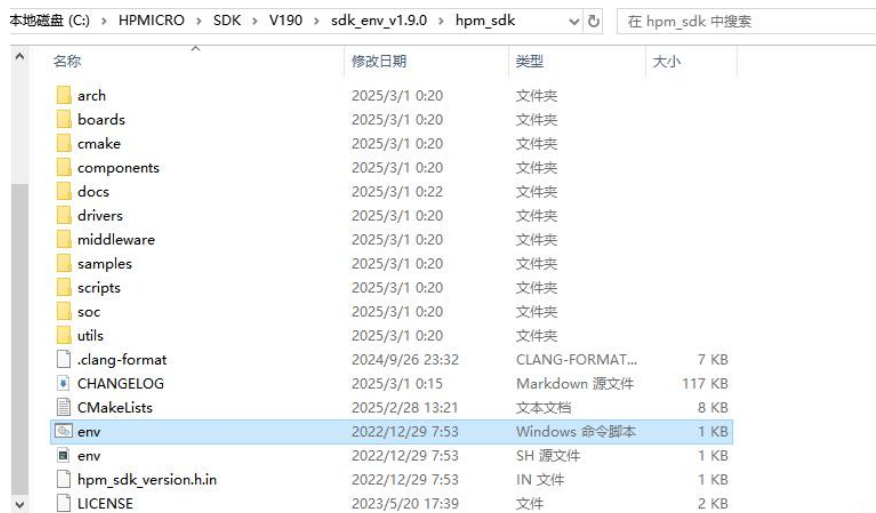 本地磁盘 (C:) › HPMICRO › SDK › V190 › sdk_env_v1.9.0 › hpm_sdk 在 hpm_sdk 中搜索
名称 修改日期 类型 大小
arch 2025/3/1 0:20 文件夹
boards 2025/3/1 0:20 文件夹
cmake 2025/3/1 0:20 文件夹
components 2025/3/1 0:20 文件夹
docs 2025/3/1 0:22 文件夹
drivers 2025/3/1 0:20 文件夹
middleware 2025/3/1 0:20 文件夹
samples 2025/3/1 0:20 文件夹
scripts 2025/3/1 0:20 文件夹
soc 2025/3/1 0:20 文件夹
utils 2025/3/1 0:20 文件夹
.clang-format 2024/9/26 23:32 CLANG-FORMAT... 7 KB
CHANGELOG 2025/3/1 0:15 Markdown 源文件 117 KB
CMakeLists 2025/2/28 13:21 文本文档 8 KB
env 2022/12/29 7:53 Windows 命令脚本 1 KB
env 2022/12/29 7:53 SH 源文件 1 KB
hpm_sdk_version.h.in 2022/12/29 7:53 IN 文件 1 KB
LICENSE 2023/5/20 17:39 文件 2 KB